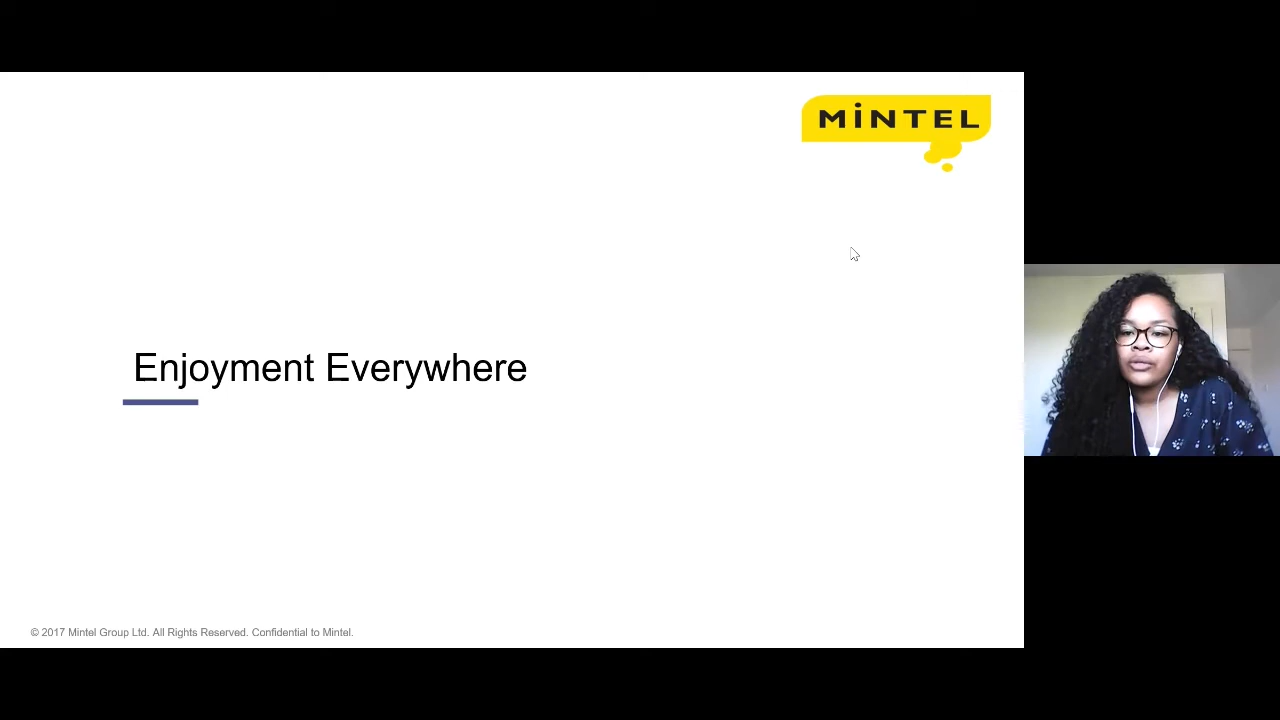 MiNTEL
Enjoyment Everywhere
© 2017 Mintel Group Ltd. All Rights Reserved. Confidential to Mintel.